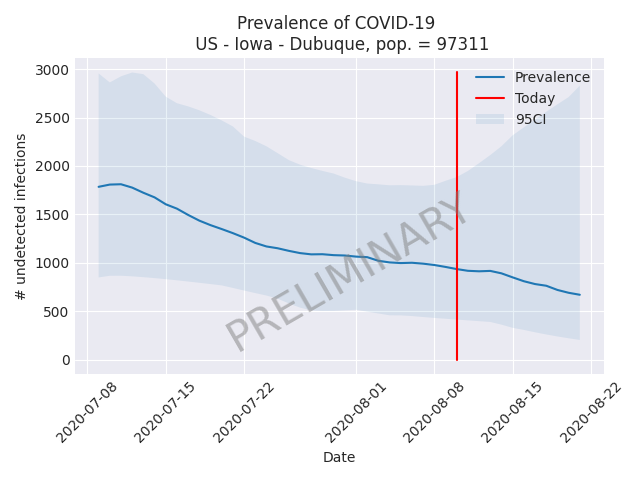 Prevalence of COVID-19
US - Iowa - Dubuque, pop. = 97311
3000
2500
2000
1500
1000
500
0
# undetected infections
Prevalence
Today
95CI
PRELIMINARY
2020-07-08
2020-07-15
2020-07-22
2020-08-01
2020-08-08
2020-08-15
2020-08-22
Date